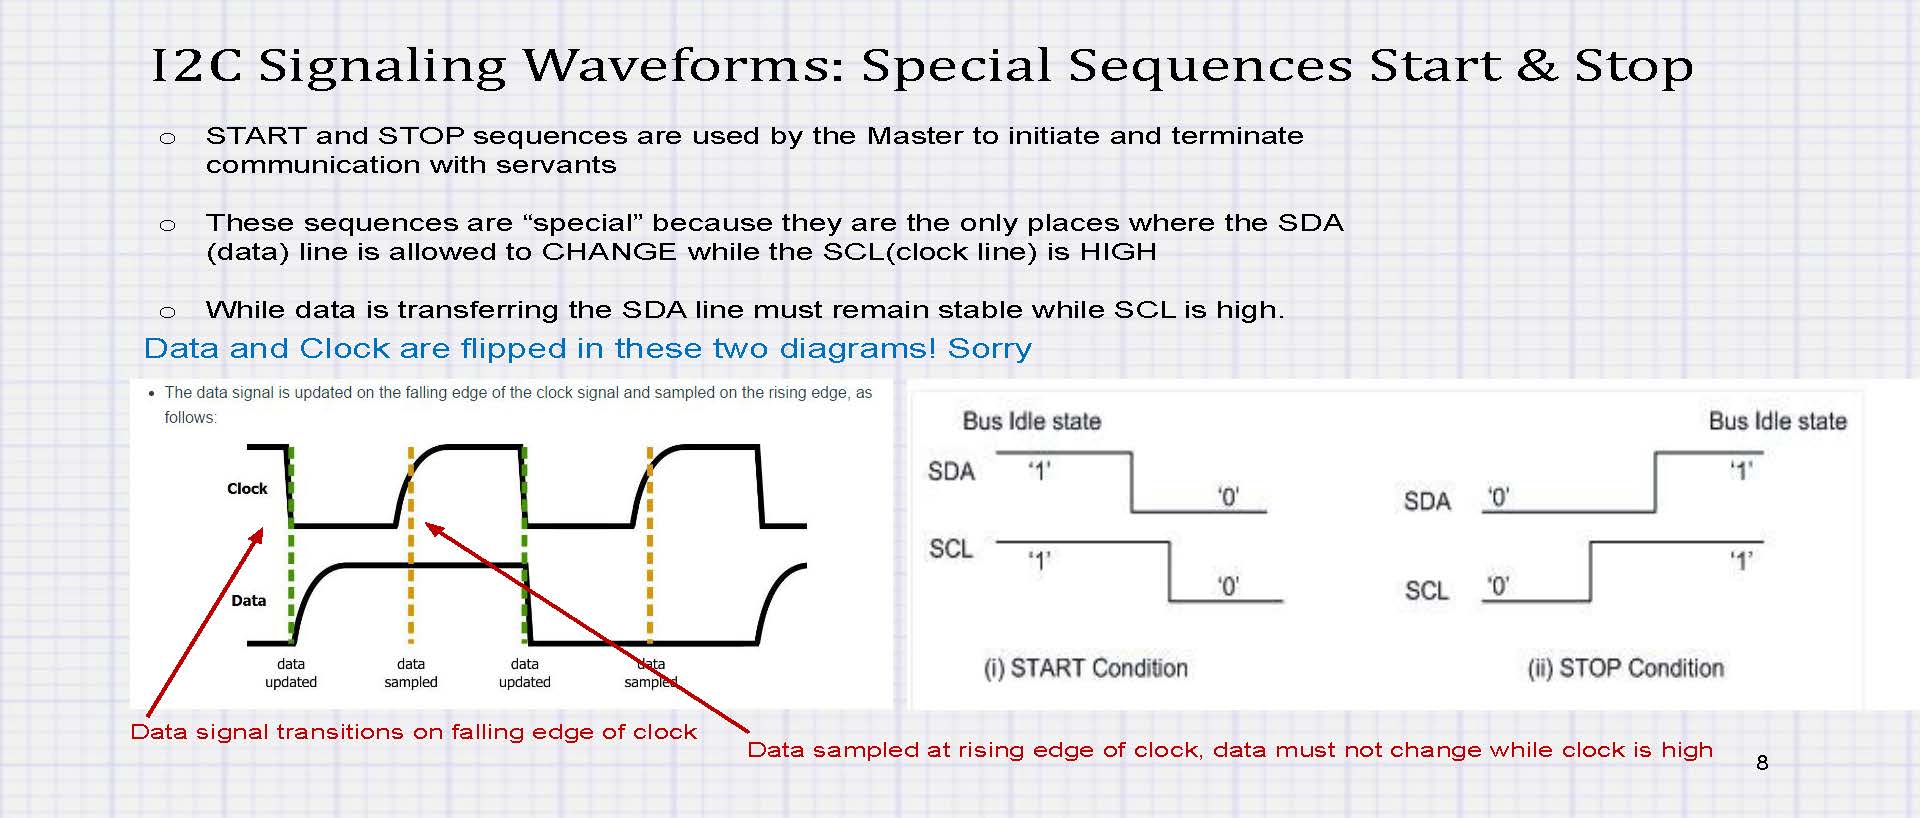 I2C Signaling Waveforms: Special Sequences Start & Stop
o START and STOP sequences are used by the Master to initiate and terminate
communication with servants
o These sequences are “special” because they are the only places where the SDA
(data) line is allowed to CHANGE while the SCL(clock line) is HIGH
o While data is transferring the SDA line must remain stable while SCL is high.
Data and Clock are flipped in these two diagrams! Sorry
• The data signal is updated on the falling edge of the clock signal and sampled on the rising edge, as
follows:
Clock
Data
data
updated
data
sampled
data
updated
data
sampled
Bus Idle state
SDA
‘1’
‘0’
SCL
‘1’
‘0’
(i) START Condition
Bus Idle state
SDA
‘0’
‘1’
SCL
‘0’
‘1’
(ii) STOP Condition
Data signal transitions on falling edge of clock
Data sampled at rising edge of clock, data must not change while clock is high
8